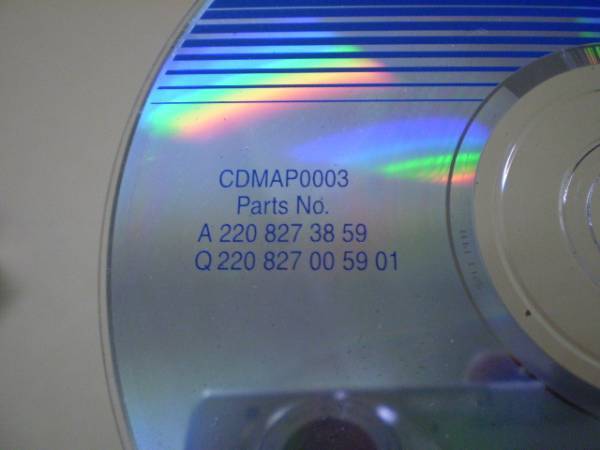 CDMAP0003
Parts No.
A 220 827 38 59
Q 220 827 00 59 01